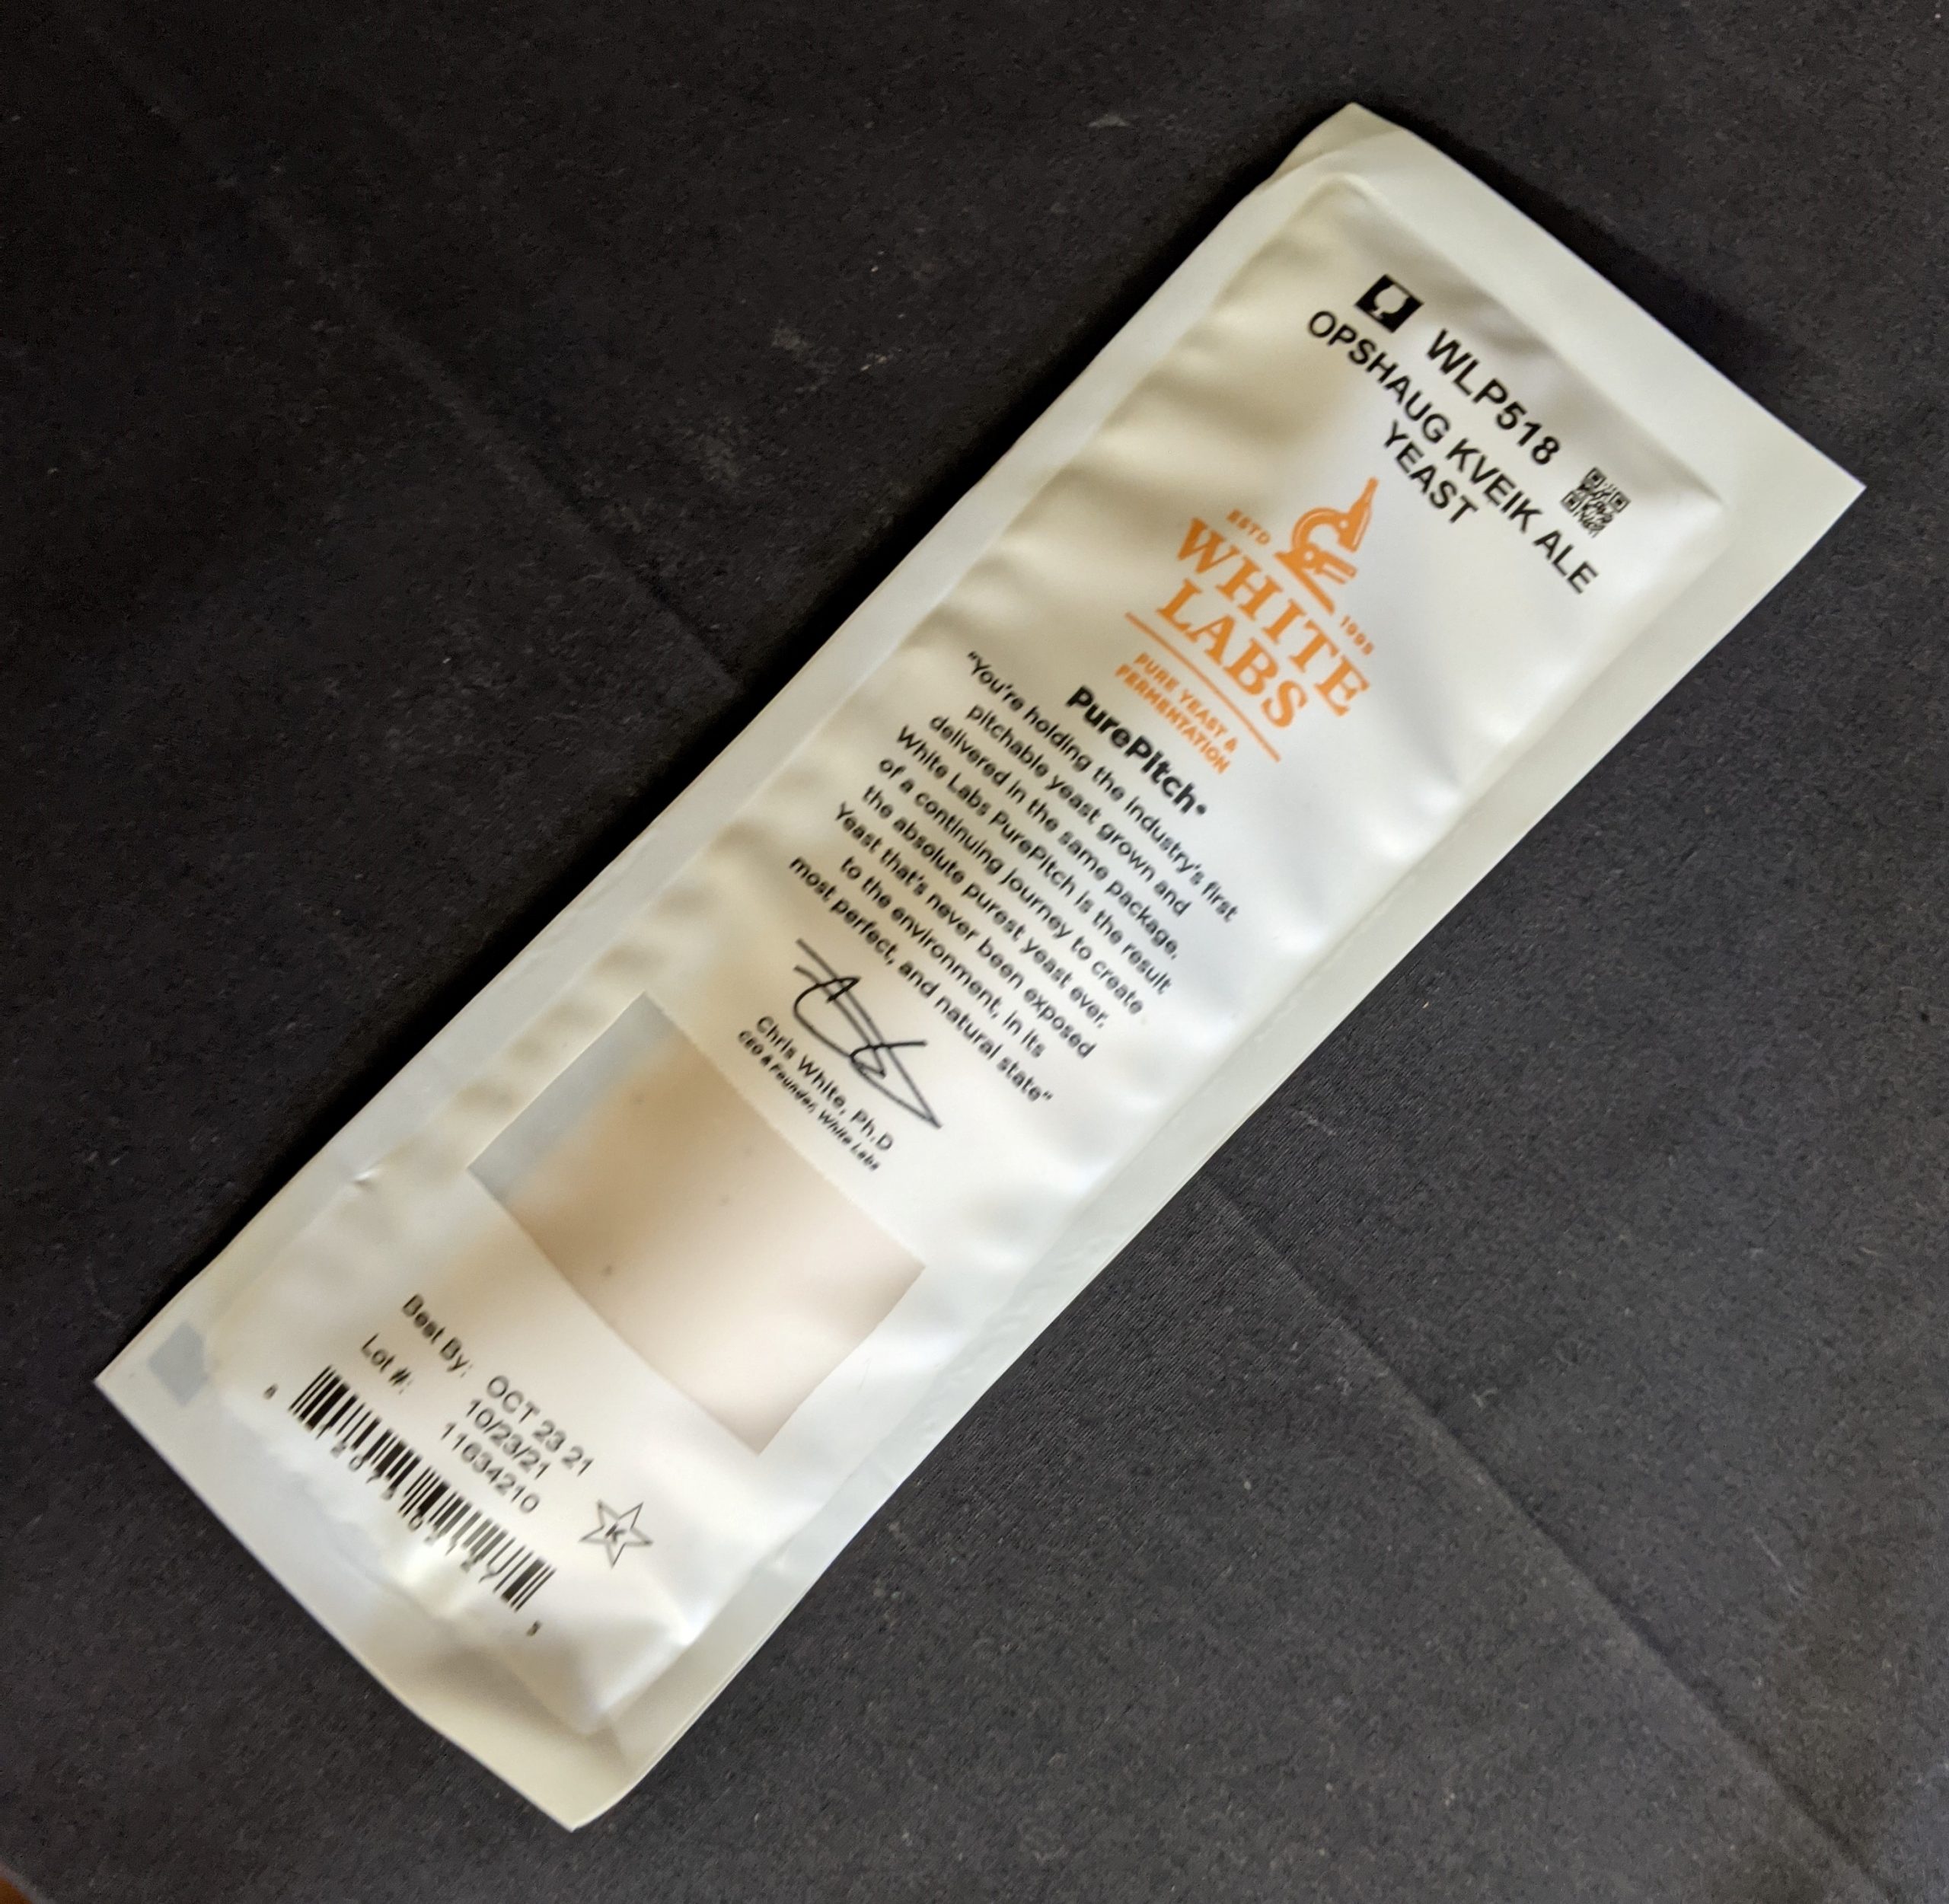 WLP518
OPSHAUG KVEIK ALE
YEAST
ESTD 1995
WHITE
LABS
PURE YEAST &
FERMENTATION
PurePitch®
"You're holding the industry's first
pitchable yeast grown and
delivered in the same package.
White Labs PurePitch is the result
of a continuing journey to create
the absolute purest yeast ever.
Yeast that's never been exposed
to the environment, in its
most perfect, and natural state"
Chris White, Ph.D
CEO & Founder, White Labs
Best By: OCT 23 21
10/23/21
Lot #: 11634210
K